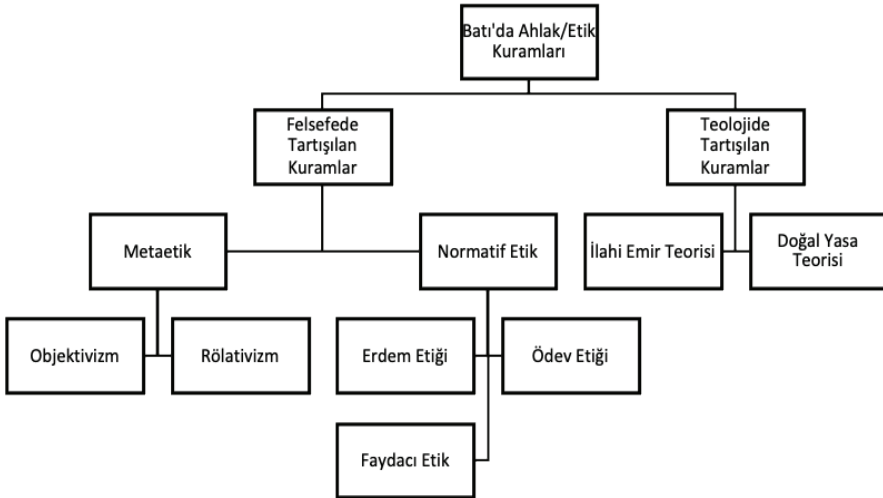 Batı'da Ahlak/Etik
Kuramları
Felsefede
Tartışılan
Kuramlar
Teolojide
Tartışılan
Kuramlar
Metaetik
Normatif Etik
İlahi Emir Teorisi
Doğal Yasa
Teorisi
Objektivizm
Rölativizm
Erdem Etiği
Ödev Etiği
Faydacı Etik